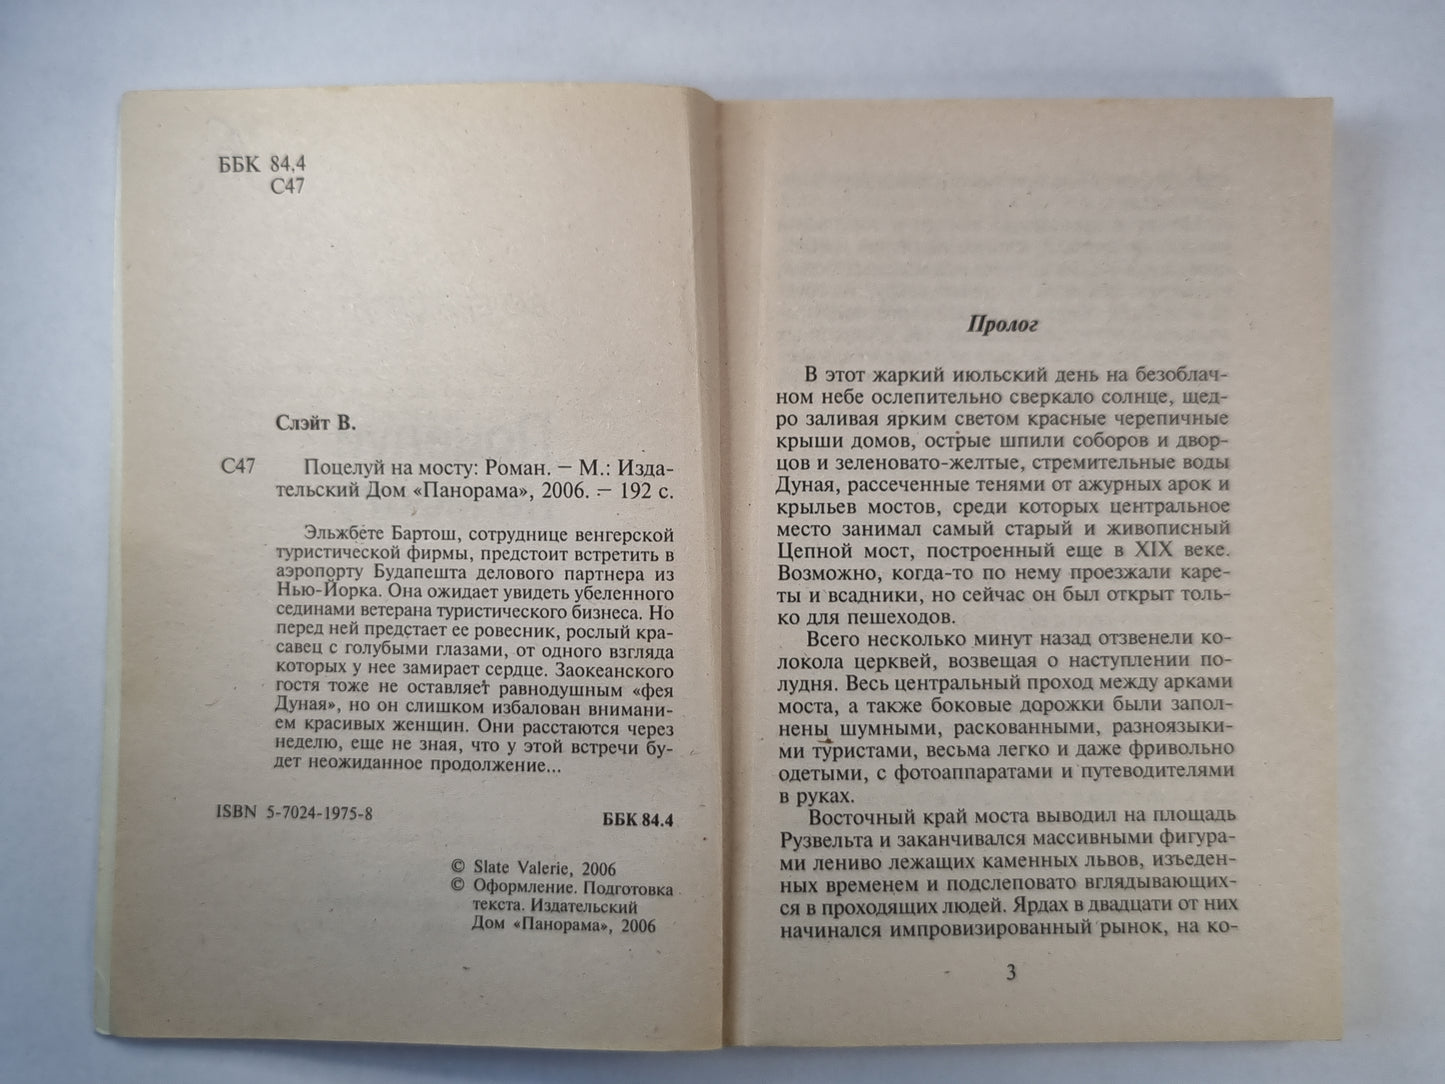 ББК 84.4
С47
Слэйт В.
С47 Поцелуй на мосту: Роман. – М.: Изда-
тельский Дом «Панорама», 2006. – 192 с.
Эльжбете Бартош, сотруднице венгерской
туристической фирмы, предстоит встретить в
аэропорту Будапешта делового партнера из
Нью-Йорка. Она ожидает увидеть убеленного
сединами ветерана туристического бизнеса. Но
перед ней предстает ее ровесник, рослый кра-
савец с голубыми глазами, от одного взгляда
которых у нее замирает сердце. Заокеанского
гостя тоже не оставляет равнодушным «фея
Дуная», но он слишком избалован внимани-
ем красивых женщин. Они расстаются через
неделю, еще не зная, что у этой встречи бу-
дет неожиданное продолжение...
ISBN 5-7024-1975-8
ББК 84.4
© Slate Valerie, 2006
© Оформление. Подготовка
текста. Издательский
Дом «Панорама», 2006
Пролог
В этот жаркий июльский день на безоблач-
ном небе ослепительно сверкало солнце, щед-
ро заливая ярким светом красные черепичные
крыши домов, острые шпили соборов и двор-
цов и зеленовато-желтые, стремительные воды
Дуная, рассеченные тенями от ажурных арок и
крыльев мостов, среди которых центральное
место занимал самый старый и живописный
Цепной мост, построенный еще в XIX веке.
Возможно, когда-то по нему проезжали каре-
ты и всадники, но сейчас он был открыт толь-
ко для пешеходов.
Всего несколько минут назад отзвенели ко-
локола церквей, возвещая о наступлении по-
лудня. Весь центральный проход между арками
моста, а также боковые дорожки были запол-
нены шумными, раскованными, разноязыки-
ми туристами, весьма легко и даже фривольно
одетыми, с фотоаппаратами и путеводителями
в руках.
Восточный край моста выводил на площадь
Рузвельта и заканчивался массивными фигура-
ми лениво лежащих каменных львов, изъеден-
ных временем и подслеповато вглядывающих-
ся в проходящих людей. Ярдах в двадцати от них
начинался импровизированный рынок, на ко-
3